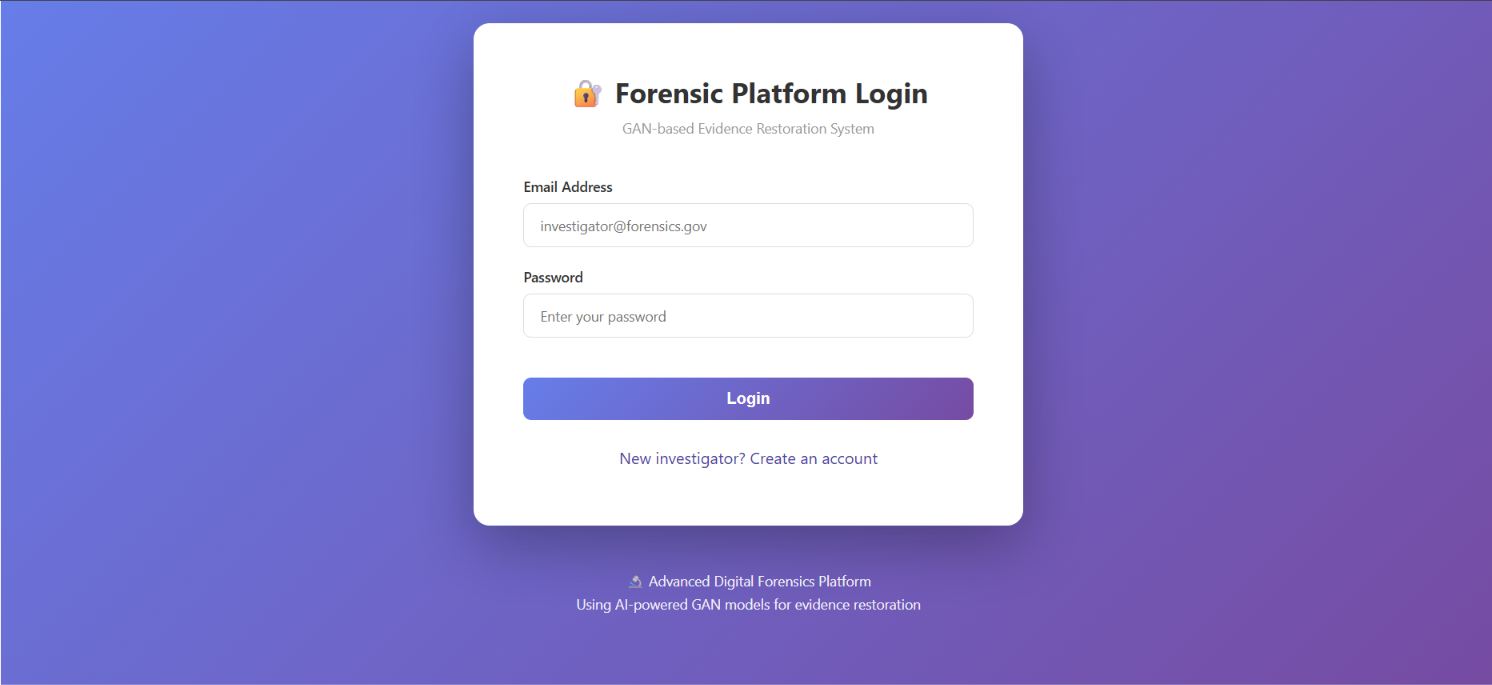 Forensic Platform Login
GAN-based Evidence Restoration System
Email Address
investigator@forensics.gov
Password
Enter your password
Login
New investigator? Create an account
Advanced Digital Forensics Platform
Using AI-powered GAN models for evidence restoration